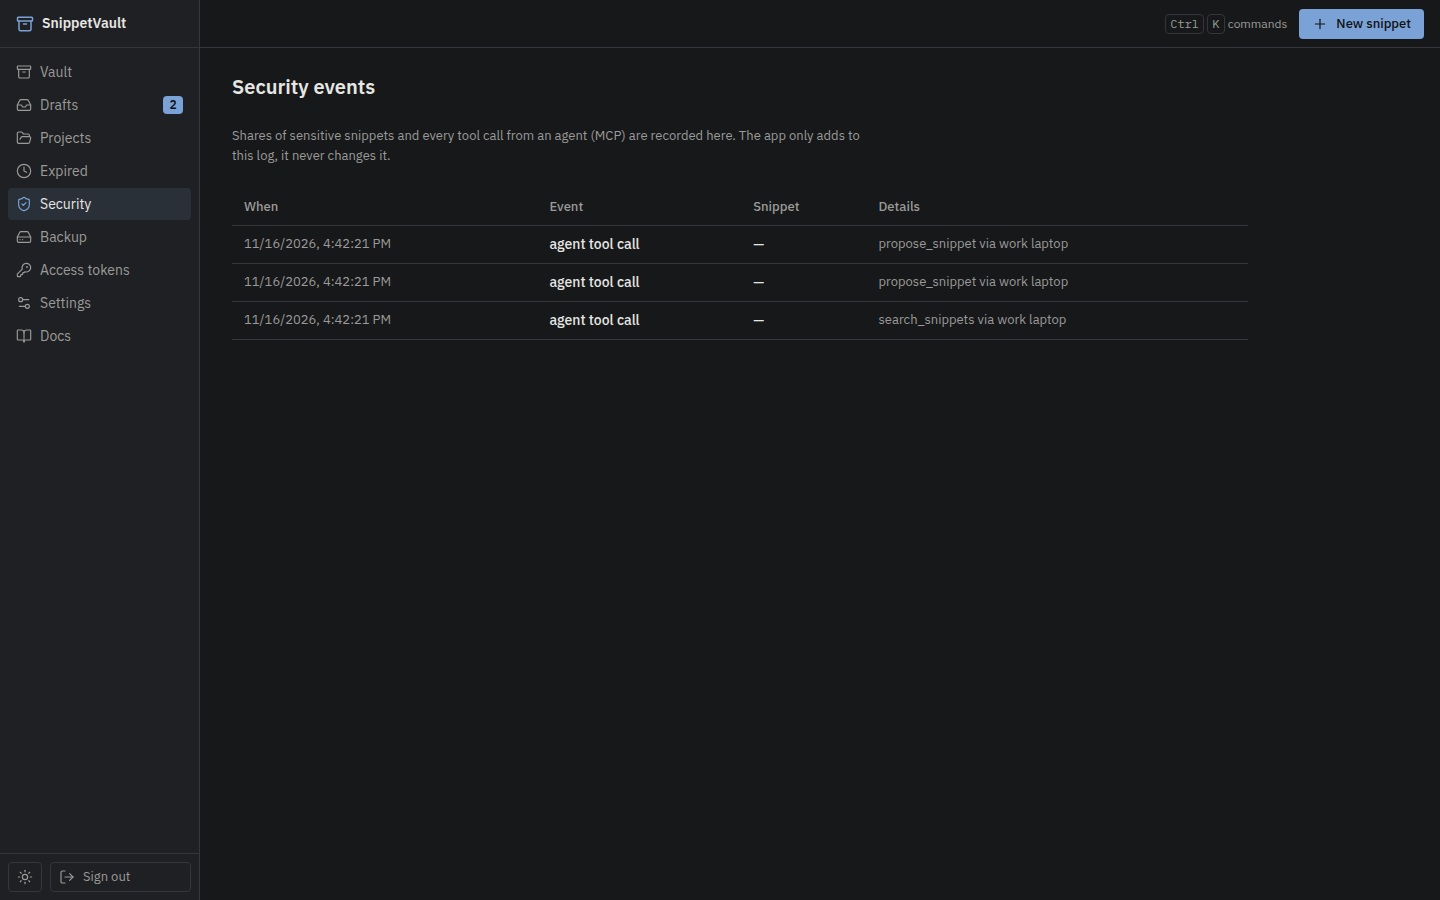 SnippetVault
Ctrl K commands
New snippet
Vault
Drafts 2
Projects
Expired
Security
Backup
Access tokens
Settings
Docs
Security events
Shares of sensitive snippets and every tool call from an agent (MCP) are recorded here. The app only adds to
this log, it never changes it.
When Event Snippet Details
11/16/2026, 4:42:21 PM agent tool call — propose_snippet via work laptop
11/16/2026, 4:42:21 PM agent tool call — propose_snippet via work laptop
11/16/2026, 4:42:21 PM agent tool call — search_snippets via work laptop
Sign out